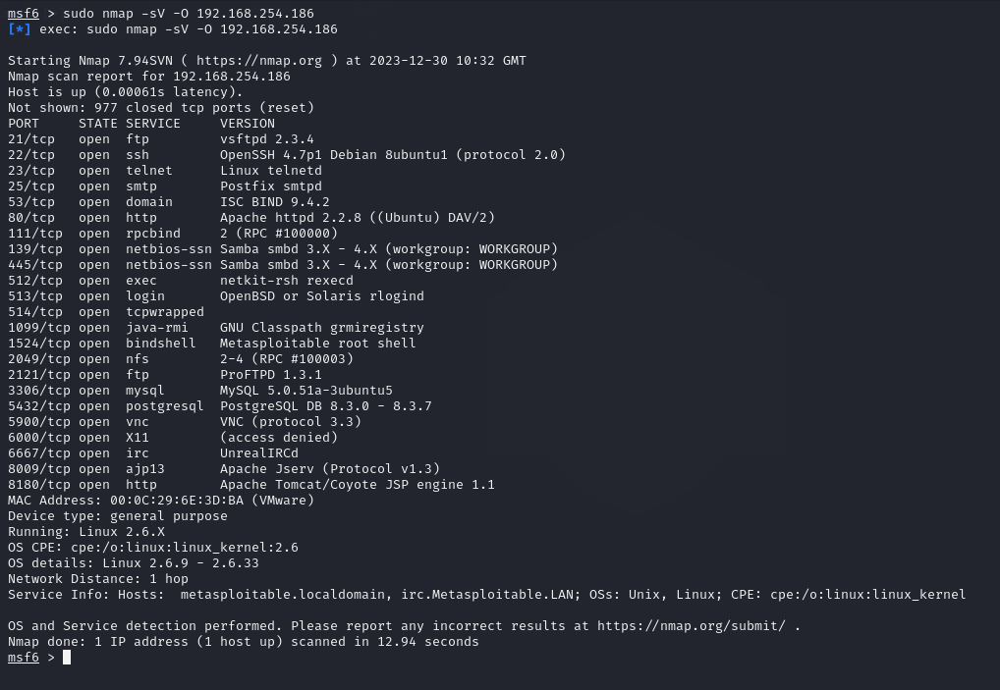 msf6 > sudo nmap -sV -O 192.168.254.186
[*] exec: sudo nmap -sV -O 192.168.254.186

Starting Nmap 7.94SVN ( https://nmap.org ) at 2023-12-30 10:32 GMT
Nmap scan report for 192.168.254.186
Host is up (0.00061s latency).
Not shown: 977 closed tcp ports (reset)
PORT     STATE SERVICE     VERSION
21/tcp   open  ftp         vsftpd 2.3.4
22/tcp   open  ssh         OpenSSH 4.7p1 Debian 8ubuntu1 (protocol 2.0)
23/tcp   open  telnet      Linux telnetd
25/tcp   open  smtp        Postfix smtpd
53/tcp   open  domain      ISC BIND 9.4.2
80/tcp   open  http        Apache httpd 2.2.8 ((Ubuntu) DAV/2)
111/tcp  open  rpcbind     2 (RPC #100000)
139/tcp  open  netbios-ssn Samba smbd 3.X - 4.X (workgroup: WORKGROUP)
445/tcp  open  netbios-ssn Samba smbd 3.X - 4.X (workgroup: WORKGROUP)
512/tcp  open  exec        netkit-rsh rexecd
513/tcp  open  login       OpenBSD or Solaris rlogind
514/tcp  open  tcpwrapped
1099/tcp open  java-rmi    GNU Classpath grmiregistry
1524/tcp open  bindshell   Metasploitable root shell
2049/tcp open  nfs         2-4 (RPC #100003)
2121/tcp open  ftp         ProFTPD 1.3.1
3306/tcp open  mysql       MySQL 5.0.51a-3ubuntu5
5432/tcp open  postgresql  PostgreSQL DB 8.3.0 - 8.3.7
5900/tcp open  vnc         VNC (protocol 3.3)
6000/tcp open  X11         (access denied)
6667/tcp open  irc         UnrealIRCd
8009/tcp open  ajp13       Apache Jserv (Protocol v1.3)
8180/tcp open  http        Apache Tomcat/Coyote JSP engine 1.1
MAC Address: 00:0C:29:6E:3D:BA (VMware)
Device type: general purpose
Running: Linux 2.6.X
OS CPE: cpe:/o:linux:linux_kernel:2.6
OS details: Linux 2.6.9 - 2.6.33
Network Distance: 1 hop
Service Info: Hosts:  metasploitable.localdomain, irc.Metasploitable.LAN; OSs: Unix, Linux; CPE: cpe:/o:linux:linux_kernel

OS and Service detection performed. Please report any incorrect results at https://nmap.org/submit/ .
Nmap done: 1 IP address (1 host up) scanned in 12.94 seconds
msf6 >